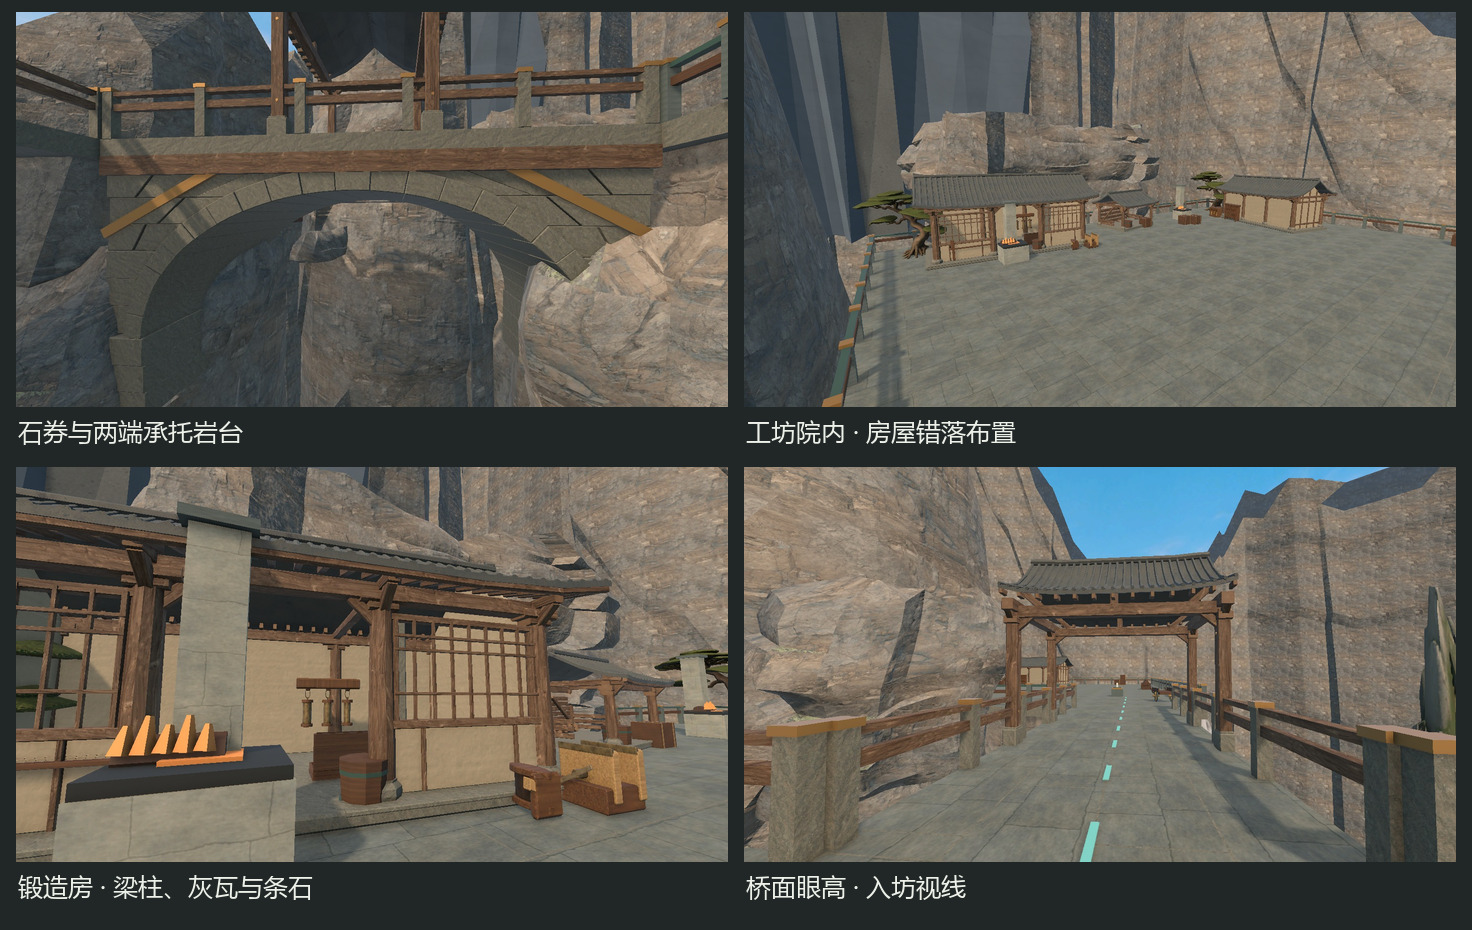 石券与两端承托岩台
工坊院内 · 房屋错落布置
锻造房 · 梁柱、灰瓦与条石
桥面眼高 · 入坊视线